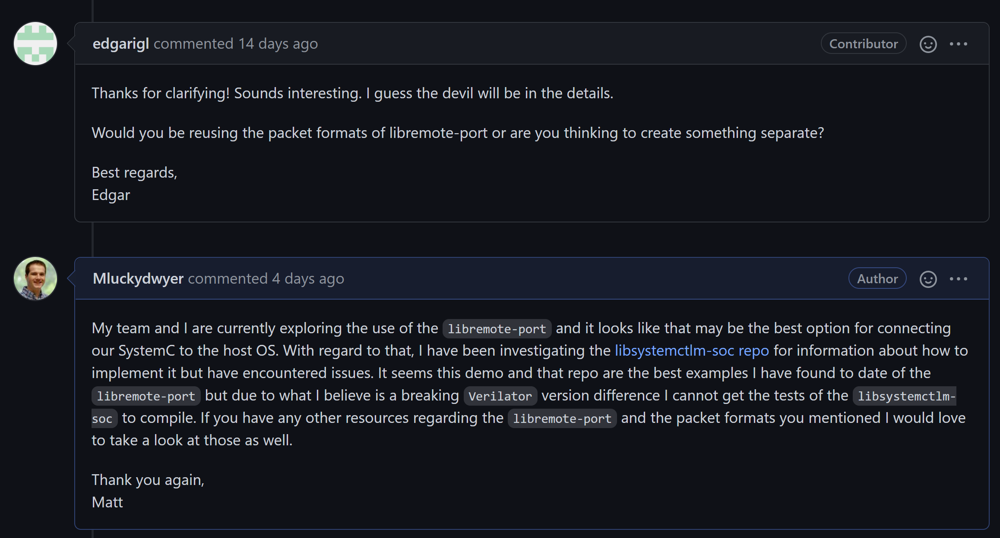 edgarigl commented 14 days ago
Contributor
Thanks for clarifying! Sounds interesting. I guess the devil will be in the details.
Would you be reusing the packet formats of libremote-port or are you thinking to create something separate?
Best regards,
Edgar
Mluckydwyer commented 4 days ago
Author
My team and I are currently exploring the use of the libremote-port and it looks like that may be the best option for connecting
our SystemC to the host OS. With regard to that, I have been investigating the libsystemctlm-soc repo for information about how to
implement it but have encountered issues. It seems this demo and that repo are the best examples I have found to date of the
libremote-port but due to what I believe is a breaking Verilator version difference I cannot get the tests of the libsystemctlm-
soc to compile. If you have any other resources regarding the libremote-port and the packet formats you mentioned I would love
to take a look at those as well.
Thank you again,
Matt